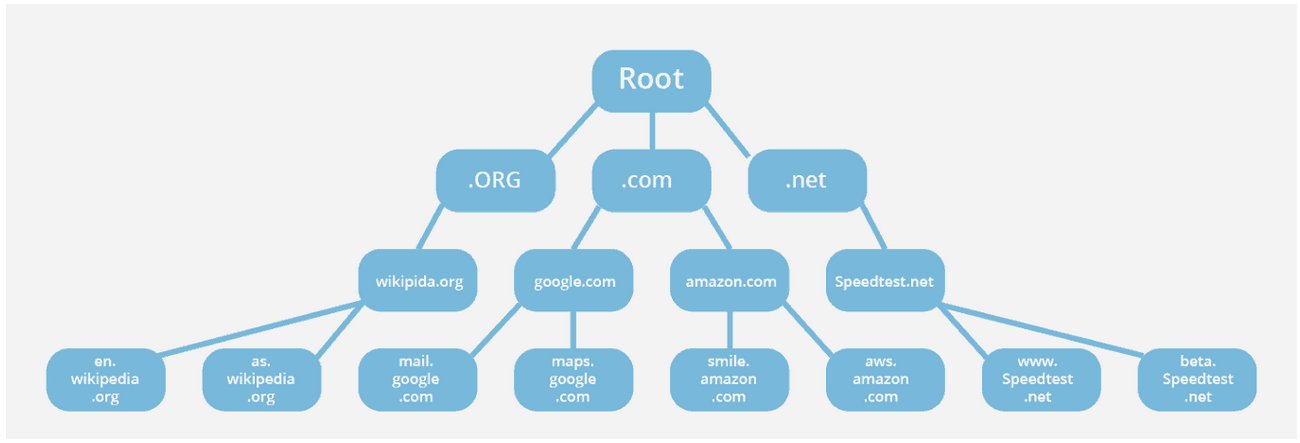 Root
.ORG
.com
.net
wikipida.org
google.com
amazon.com
Speedtest.net
en.
wikipedia
.org
as.
wikipedia
.org
mail.
google
.com
maps.
google
.com
smile.
amazon
.com
aws.
amazon
.com
www.
Speedtest
.net
beta.
Speedtest
.net